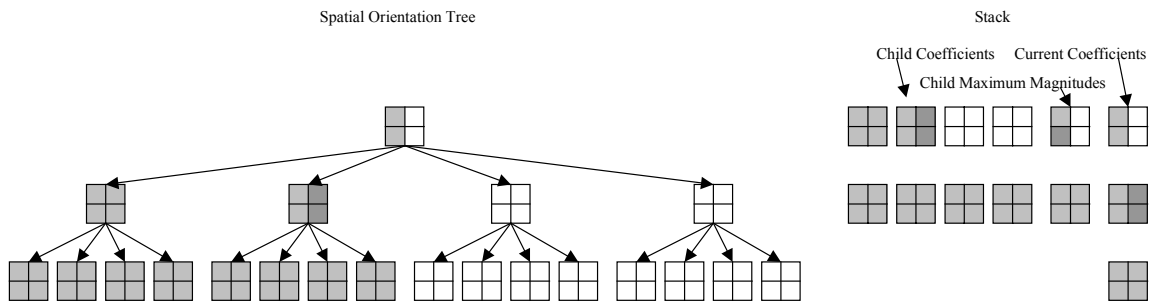 Spatial Orientation Tree
Stack
Child Coefficients
Current Coefficients
Child Maximum Magnitudes